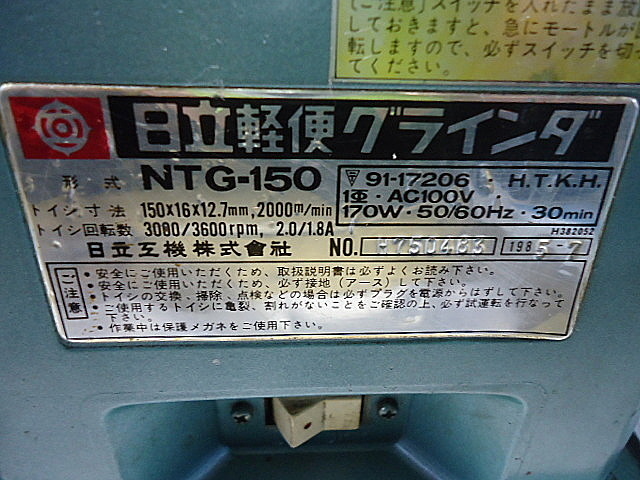 ご注意】スイッチを入れたまま放
しておきますと、急にモートルが
転しますので、必ずスイッチを切
てください。
日立軽便グラインダ
形式 NTG-150
91-17206 H.T.K.H.
1Φ・AC100V
170W・50/60Hz・30min
トイシ寸法 150×16×12.7mm, 2000m/min
トイシ回転数 3000/3600rpm, 2.0/1.8A
H382052
日立工機株式會社 NO. H750483 1985-7
ご注意
・安全にご使用いただくため、取扱説明書は必ずよくお読み下さい。
・安全にご使用いただくため、必ず接地(アース)して下さい。
・トイシの交換、掃除、点検などの場合は必ずプラグを電源からはずして下さい。
・ご使用するトイシに亀裂、割れがないことをご確認の上、必ず試運転を行なって
下さい。
・作業中は保護メガネをご使用下さい。